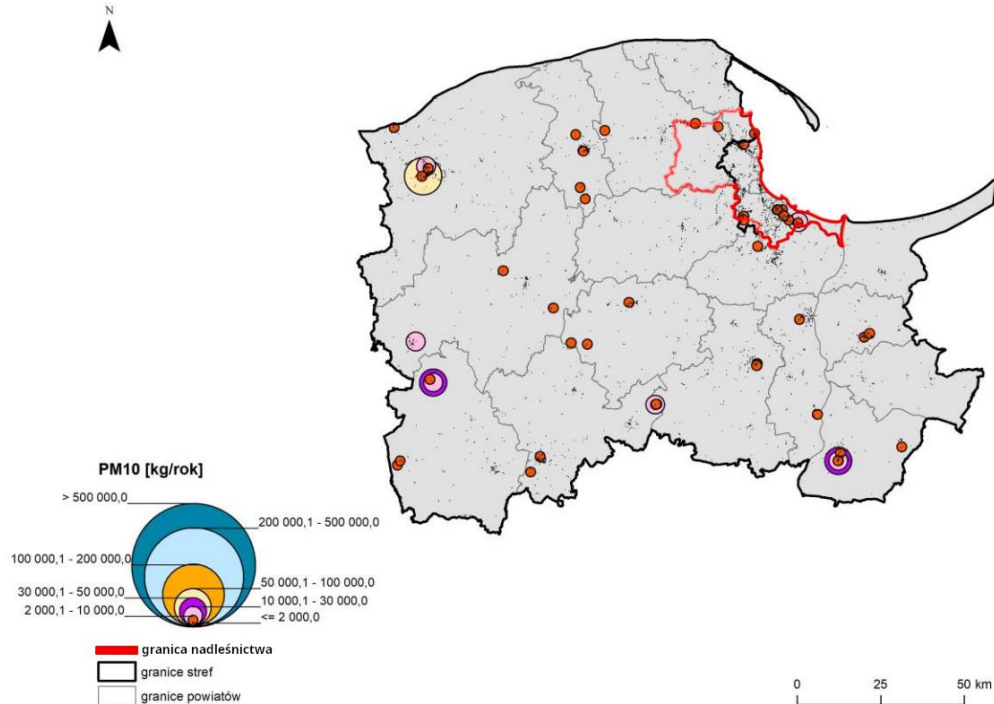 N
PM10 [kg/rok]
> 500 000,0
200 000,1 - 500 000,0
100 000,1 - 200 000,0
50 000,1 - 100 000,0
30 000,1 - 50 000,0
10 000,1 - 30 000,0
2 000,1 - 10 000,0
<= 2 000,0
granica nadleśnictwa
granice stref
granice powiatów
0 25 50 km